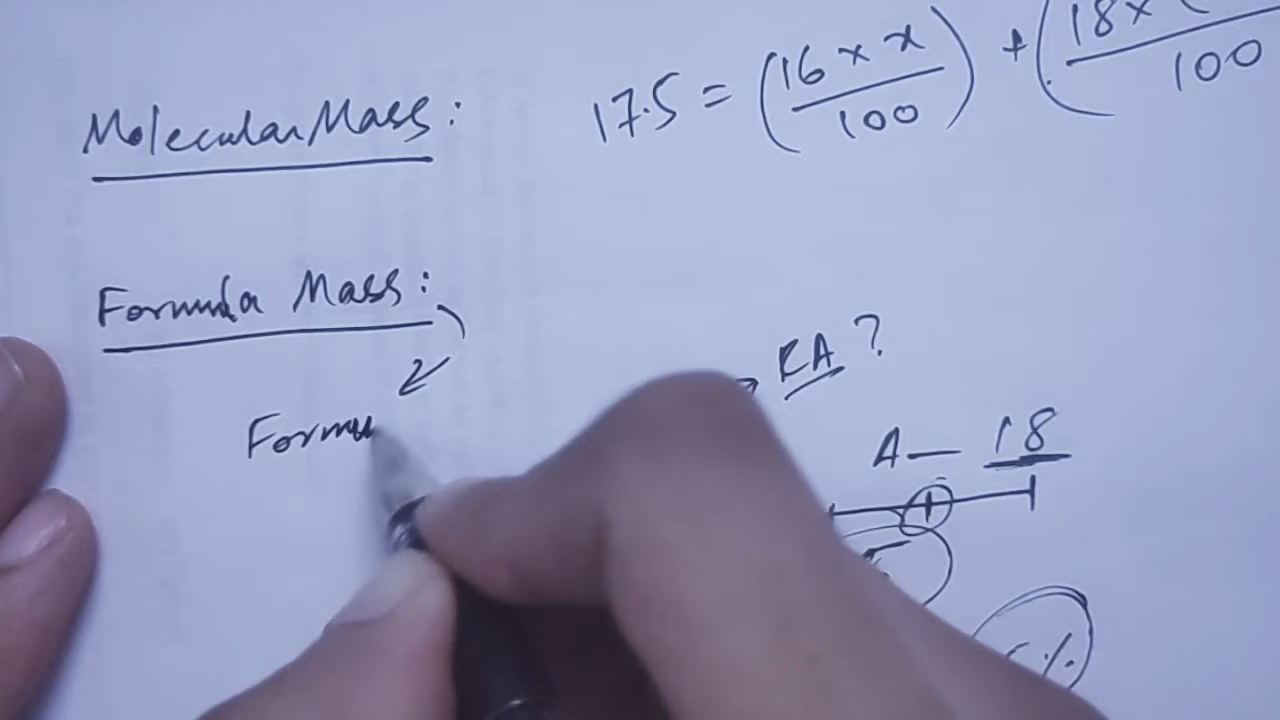 Molecular Mass:
17.5 = (16 × x / 100) + (18 × ( / 100
Formula Mass:
Formu
RA ?
A — 18
%